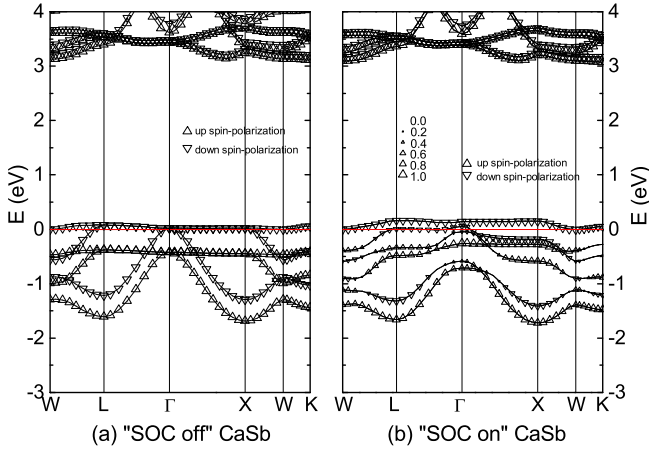 4
3
2
1
0
-1
-2
-3
E (eV)
△ up spin-polarization
▽ down spin-polarization
W L Γ X W K
(a) "SOC off" CaSb
0.0
0.2
0.4
0.6
0.8
1.0
△ up spin-polarization
▽ down spin-polarization
4
3
2
1
0
-1
-2
-3
E (eV)
W L Γ X W K
(b) "SOC on" CaSb